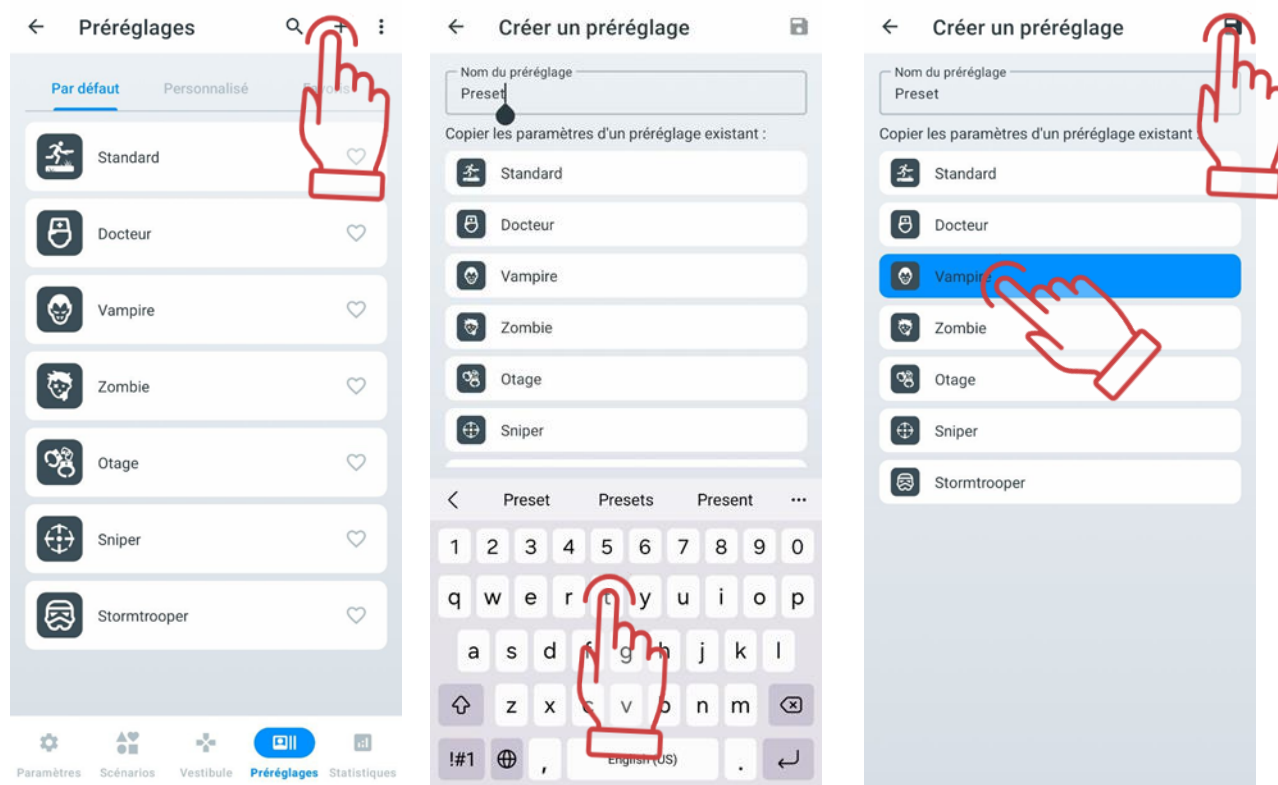 Préréglages
Par défaut
Personnalisé
Standard
Docteur
Vampire
Zombie
Otage
Sniper
Stormtrooper
Paramètres
Scénarios
Vestibule
Préréglages
Statistiques
Créer un préréglage
Nom du préréglage
Preset
Copier les paramètres d'un préréglage existant :
Standard
Docteur
Vampire
Zombie
Otage
Sniper
Preset Presets Present
1 2 3 4 5 6 7 8 9 0
q w e r t y u i o p
a s d f g h j k l
z x c v b n m
!#1 , English (US) .
Créer un préréglage
Nom du préréglage
Preset
Copier les paramètres d'un préréglage existant :
Standard
Docteur
Vampire
Zombie
Otage
Sniper
Stormtrooper